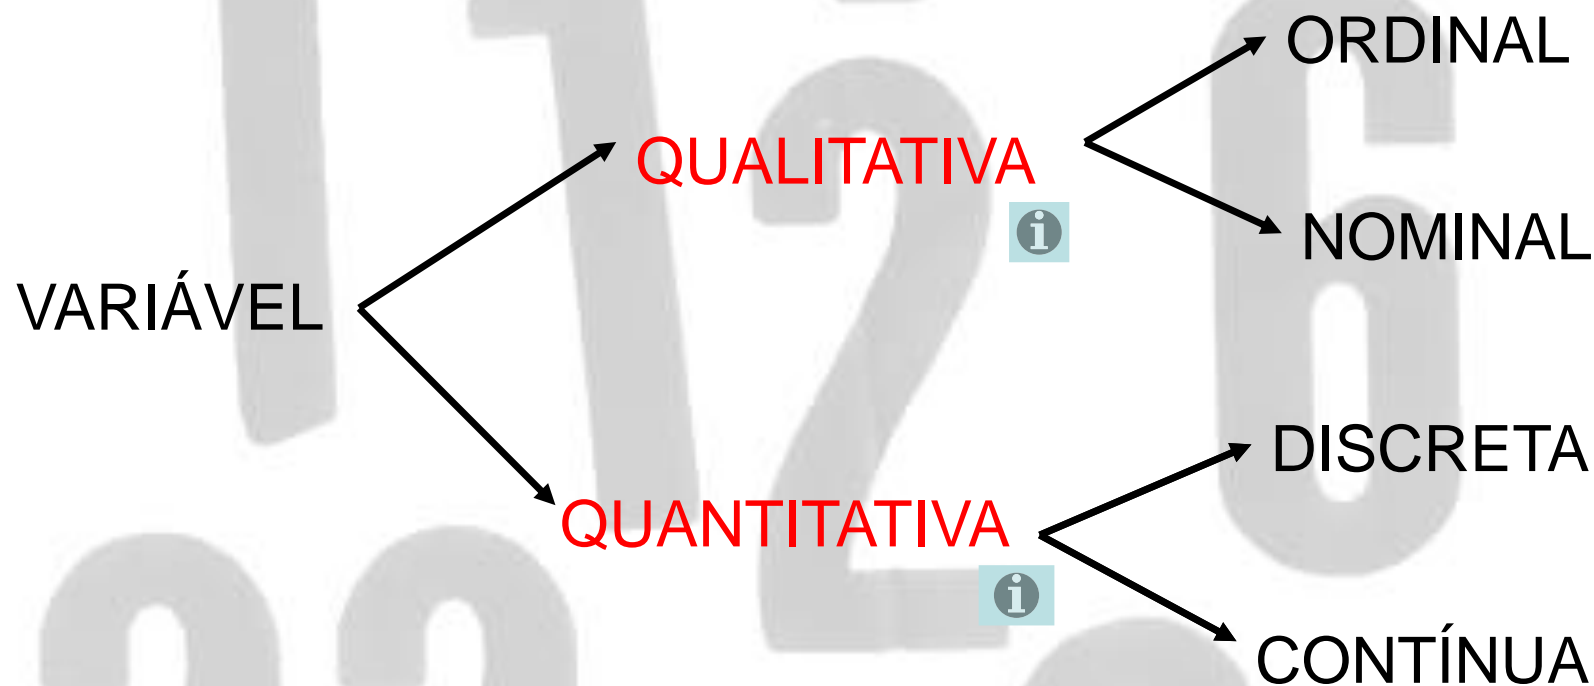 ORDINAL
QUALITATIVA
NOMINAL
VARIÁVEL
DISCRETA
QUANTITATIVA
CONTÍNUA